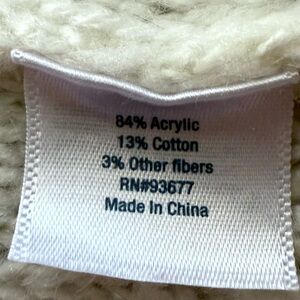 84% Acrylic
13% Cotton
3% Other fibers
RN#93677
Made In China